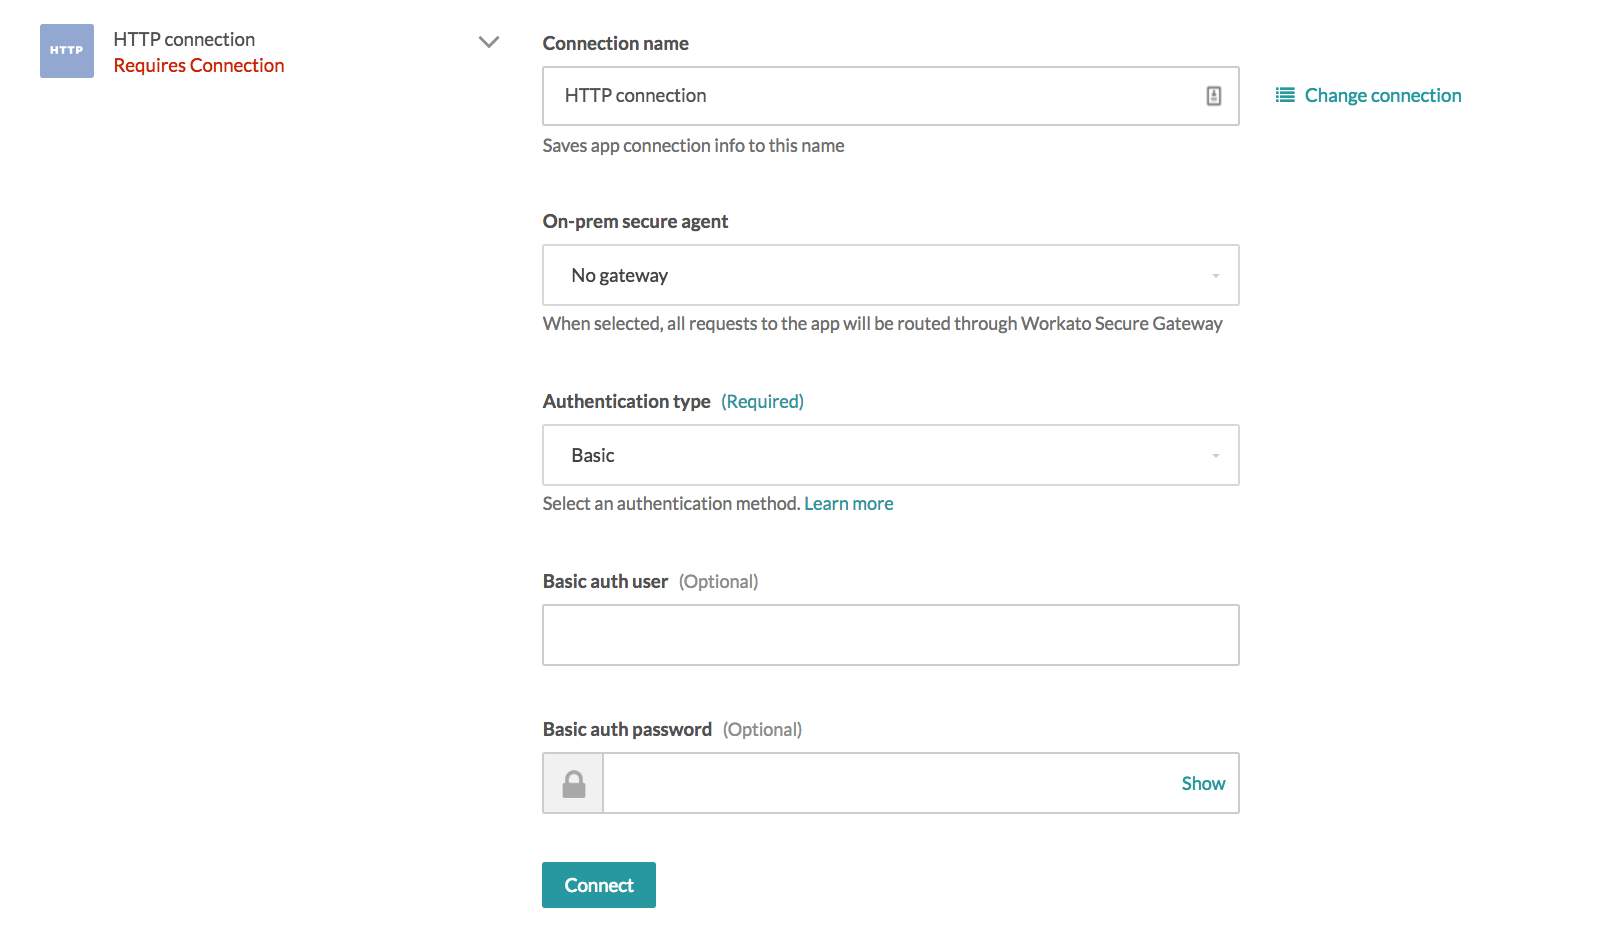 HTTP
HTTP connection
Requires Connection
Connection name
HTTP connection
Change connection
Saves app connection info to this name
On-prem secure agent
No gateway
When selected, all requests to the app will be routed through Workato Secure Gateway
Authentication type (Required)
Basic
Select an authentication method. Learn more
Basic auth user (Optional)
Basic auth password (Optional)
Show
Connect